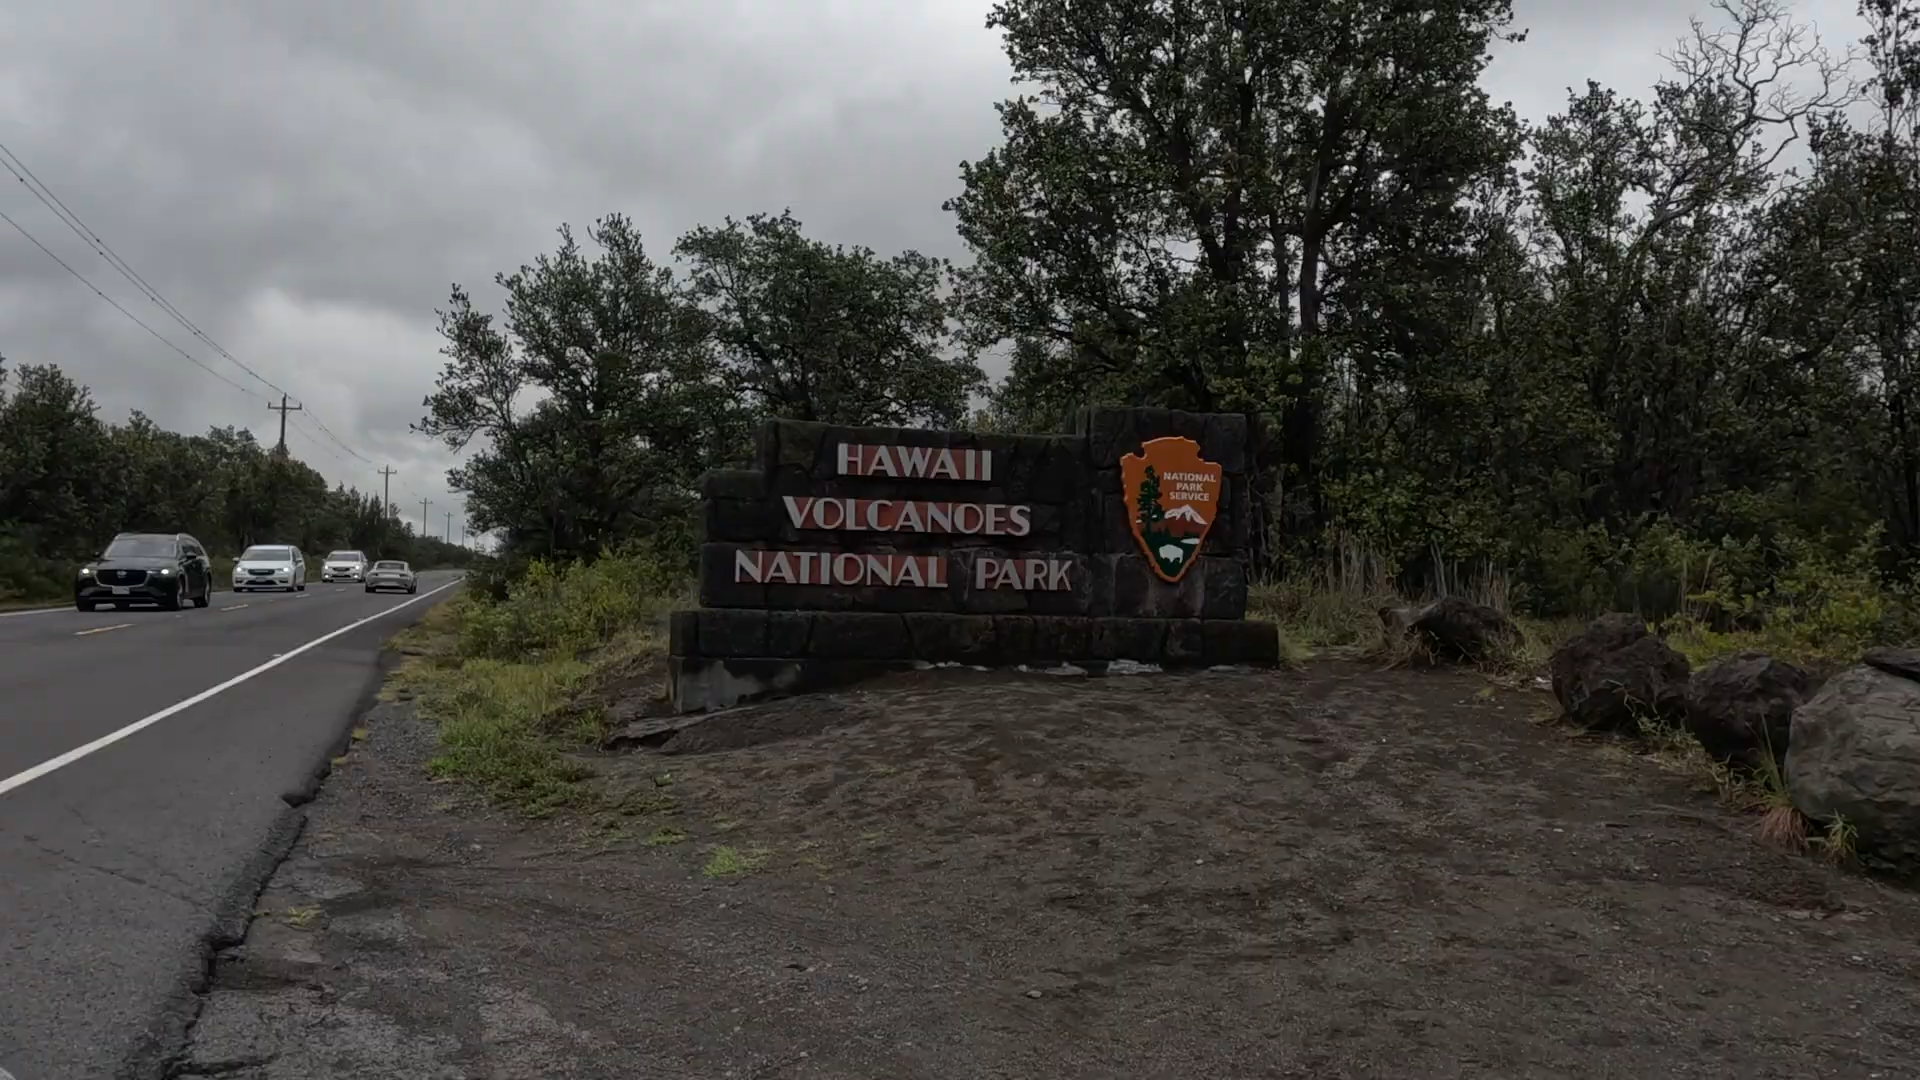 HAWAII
VOLCANOES
NATIONAL PARK
NATIONAL
PARK
SERVICE